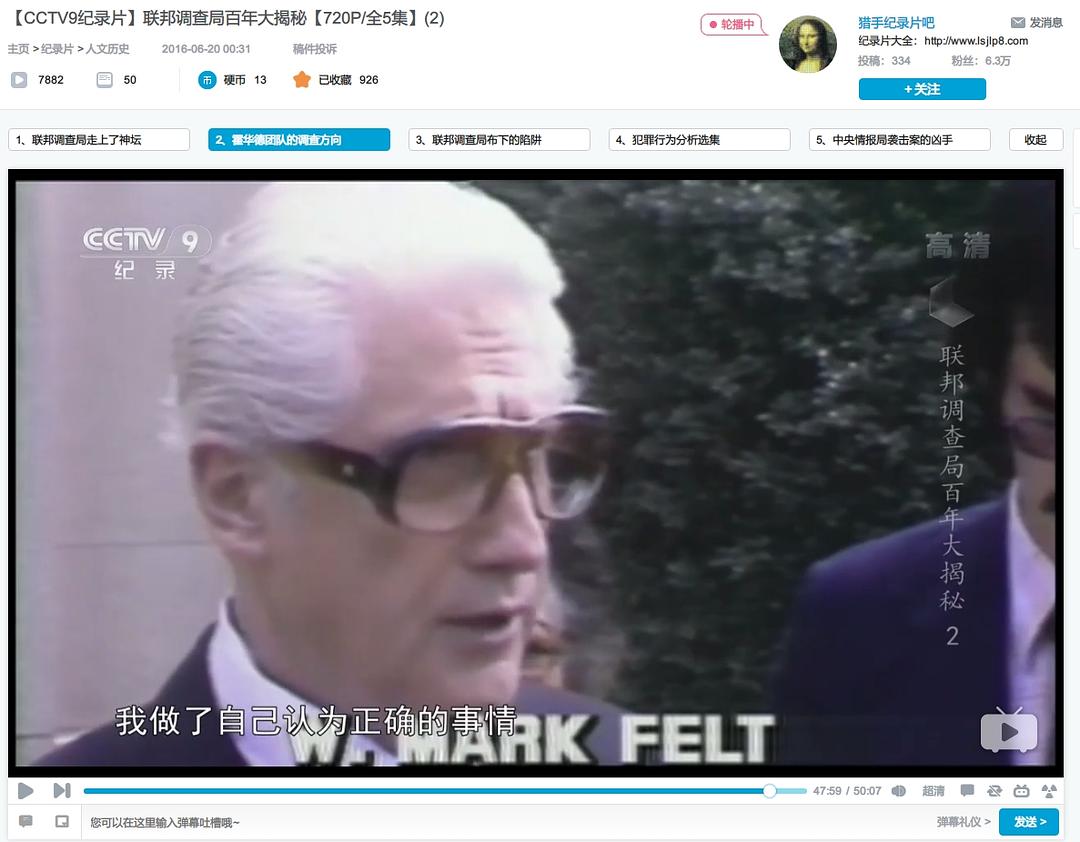 【CCTV9纪录片】联邦调查局百年大揭秘【720P/全5集】(2)
主页 > 纪录片 > 人文历史 2016-06-20 00:31 稿件投诉
7882 50 币 硬币 13 已收藏 926
轮播中
猎手纪录片吧 发消息
纪录片大全：http://www.lsjlp8.com
投稿：334 粉丝：6.3万
+ 关注
1、联邦调查局走上了神坛 2、霍华德团队的调查方向 3、联邦调查局布下的陷阱 4、犯罪行为分析选集 5、中央情报局袭击案的凶手 收起
CCTV 9
纪 录
高清
联邦调查局百年大揭秘 2
我做了自己认为正确的事情
W. MARK FELT
47:59 / 50:07 超清
您可以在这里输入弹幕吐槽哦~ 弹幕礼仪 > 发送 >